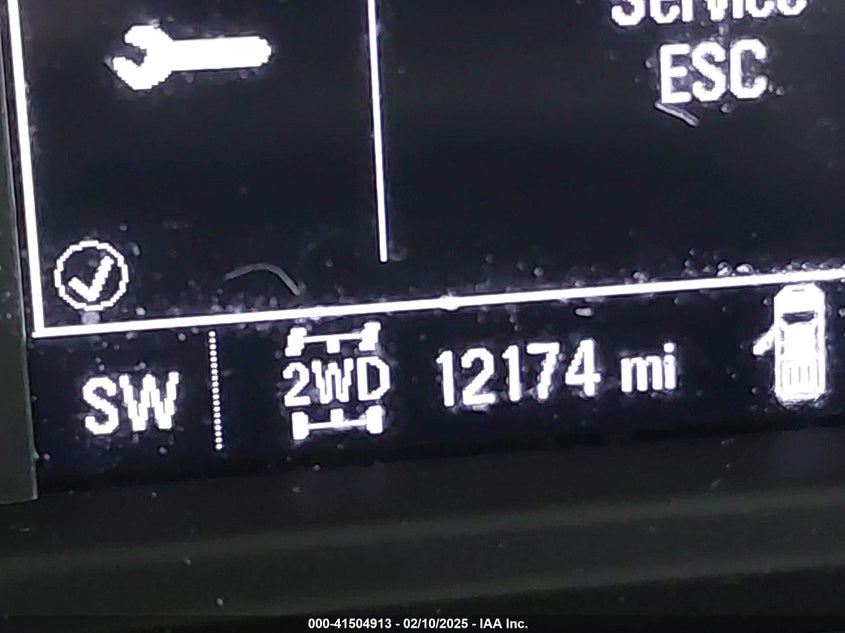 Service
ESC
SW
2WD
12174 mi
000-41504913 - 02/10/2025 - IAA Inc.